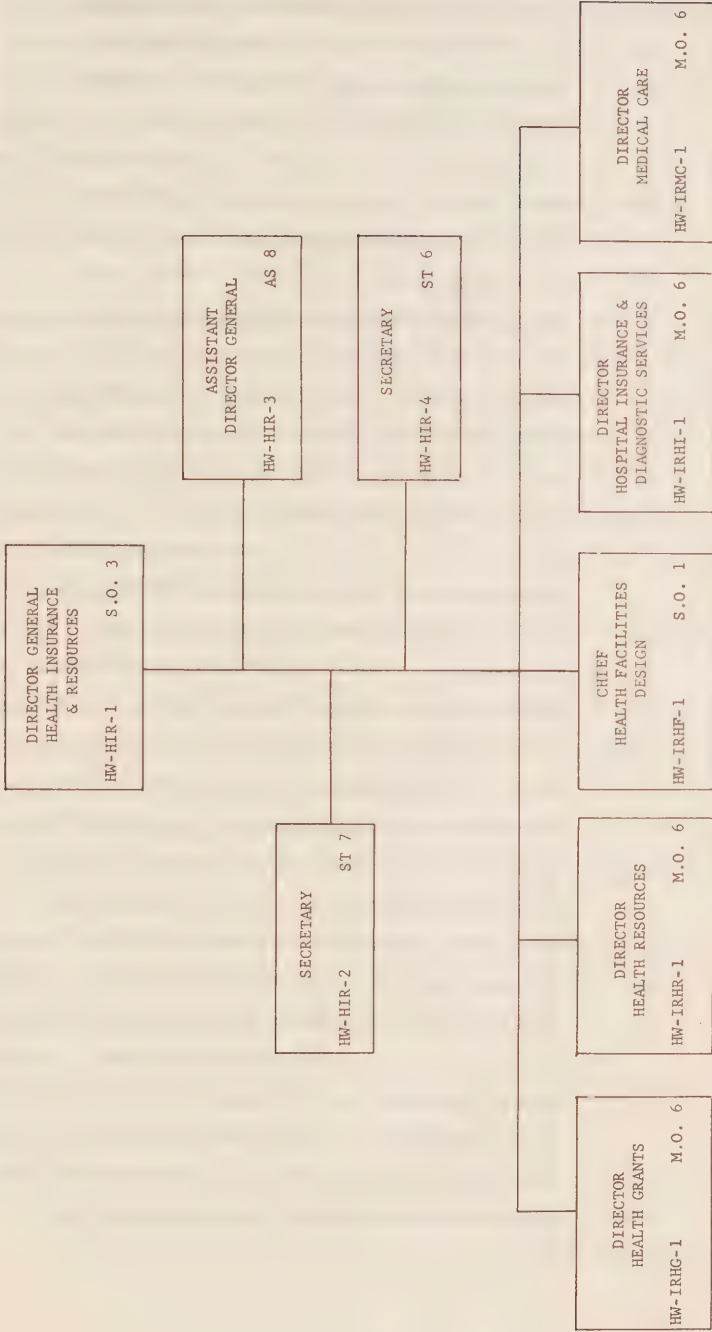 DIRECTOR GENERAL
HEALTH INSURANCE
& RESOURCES
HW-HIR-1 S.O. 3
ASSISTANT
DIRECTOR GENERAL
HW-HIR-3 AS 8
SECRETARY
HW-HIR-2 ST 7
SECRETARY
HW-HIR-4 ST 6
DIRECTOR
HEALTH GRANTS
HW-IRHG-1 M.O. 6
DIRECTOR
HEALTH RESOURCES
HW-IRHR-1 M.O. 6
CHIEF
HEALTH FACILITIES
DESIGN
HW-IRHF-1 S.O. 1
DIRECTOR
HOSPITAL INSURANCE &
DIAGNOSTIC SERVICES
HW-IRHI-1 M.O. 6
DIRECTOR
MEDICAL CARE
HW-IRMC-1 M.O. 6